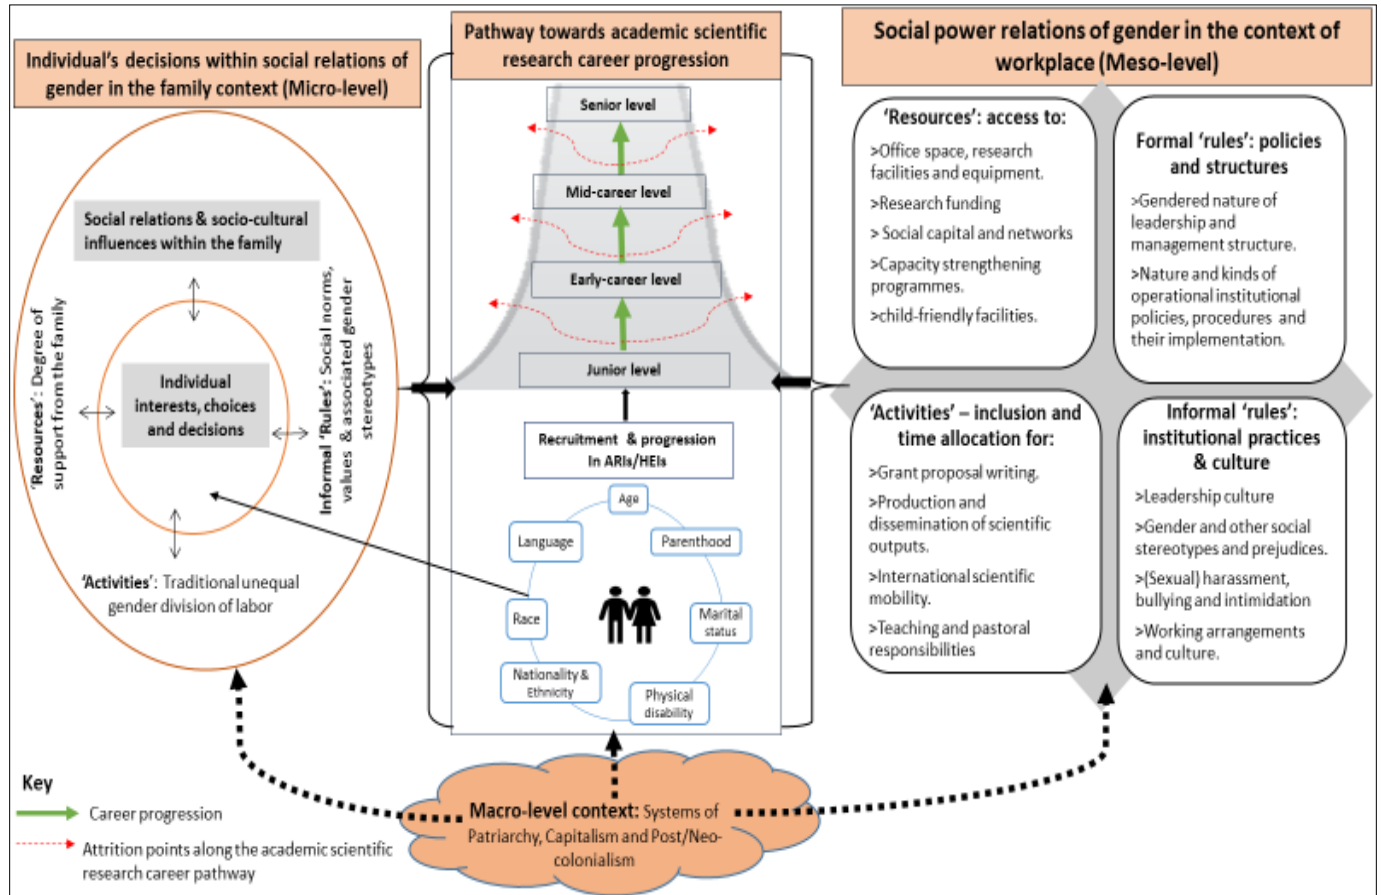 Individual's decisions within social relations of
gender in the family context (Micro-level)
Social relations & socio-cultural
influences within the family
'Resources': Degree of
support from the family
Individual
interests, choices
and decisions
Informal 'Rules': Social norms,
values & associated gender
stereotypes
'Activities': Traditional unequal
gender division of labor
Pathway towards academic scientific
research career progression
Senior level
Mid-career level
Early-career level
Junior level
Recruitment & progression
In ARIs/HEIs
Age
Language
Parenthood
Race
Marital
status
Nationality &
Ethnicity
Physical
disability
Social power relations of gender in the context of
workplace (Meso-level)
'Resources': access to:
>Office space, research
facilities and equipment.
>Research funding
> Social capital and networks
>Capacity strengthening
programmes.
>child-friendly facilities.
Formal 'rules': policies
and structures
>Gendered nature of
leadership and
management structure.
>Nature and kinds of
operational institutional
policies, procedures and
their implementation.
'Activities' – inclusion and
time allocation for:
>Grant proposal writing,
>Production and
dissemination of scientific
outputs.
>International scientific
mobility.
>Teaching and pastoral
responsibilities
Informal 'rules':
institutional practices
& culture
>Leadership culture
>Gender and other social
stereotypes and prejudices.
>(Sexual) harassment,
bullying and intimidation
>Working arrangements
and culture.
Macro-level context: Systems of
Patriarchy, Capitalism and Post/Neo-
colonialism
Key
Career progression
Attrition points along the academic scientific
research career pathway